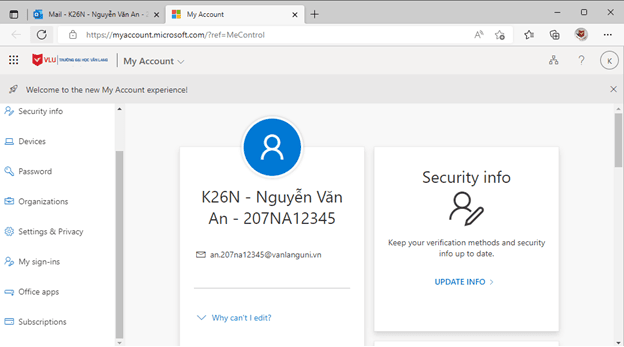 Mail - K26N - Nguyễn Văn An - 2
My Account
https://myaccount.microsoft.com/?ref=MeControl
VLU TRƯỜNG ĐẠI HỌC VĂN LANG
My Account
K
Welcome to the new My Account experience!
Security info
Devices
Password
Organizations
Settings & Privacy
My sign-ins
Office apps
Subscriptions
K26N - Nguyễn Văn
An - 207NA12345
an.207na12345@vanlanguni.vn
Why can't I edit?
Security info
Keep your verification methods and security
info up to date.
UPDATE INFO